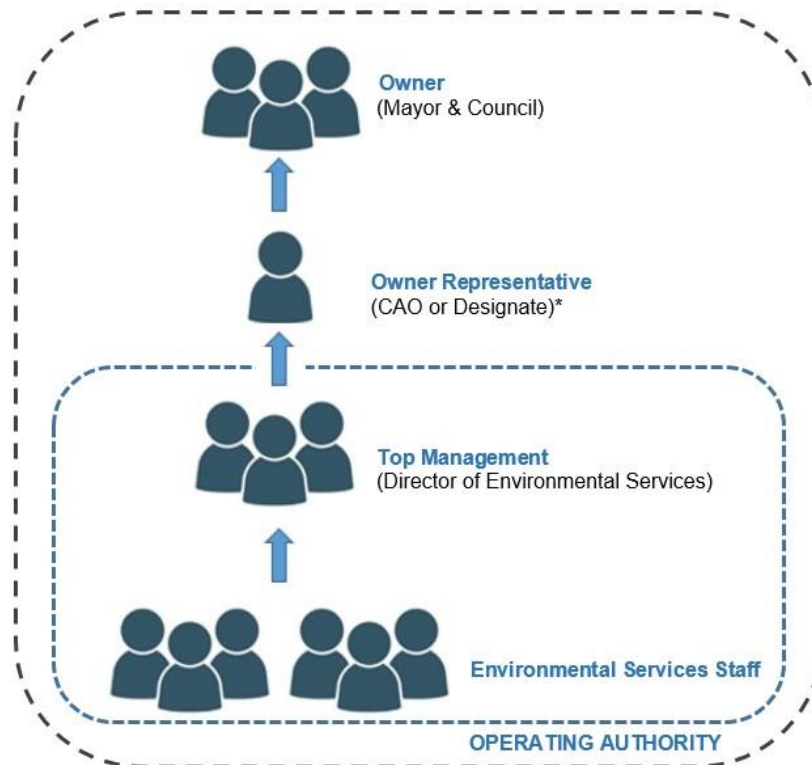 Owner
(Mayor & Council)
Owner Representative
(CAO or Designate)*
Top Management
(Director of Environmental Services)
Environmental Services Staff
OPERATING AUTHORITY